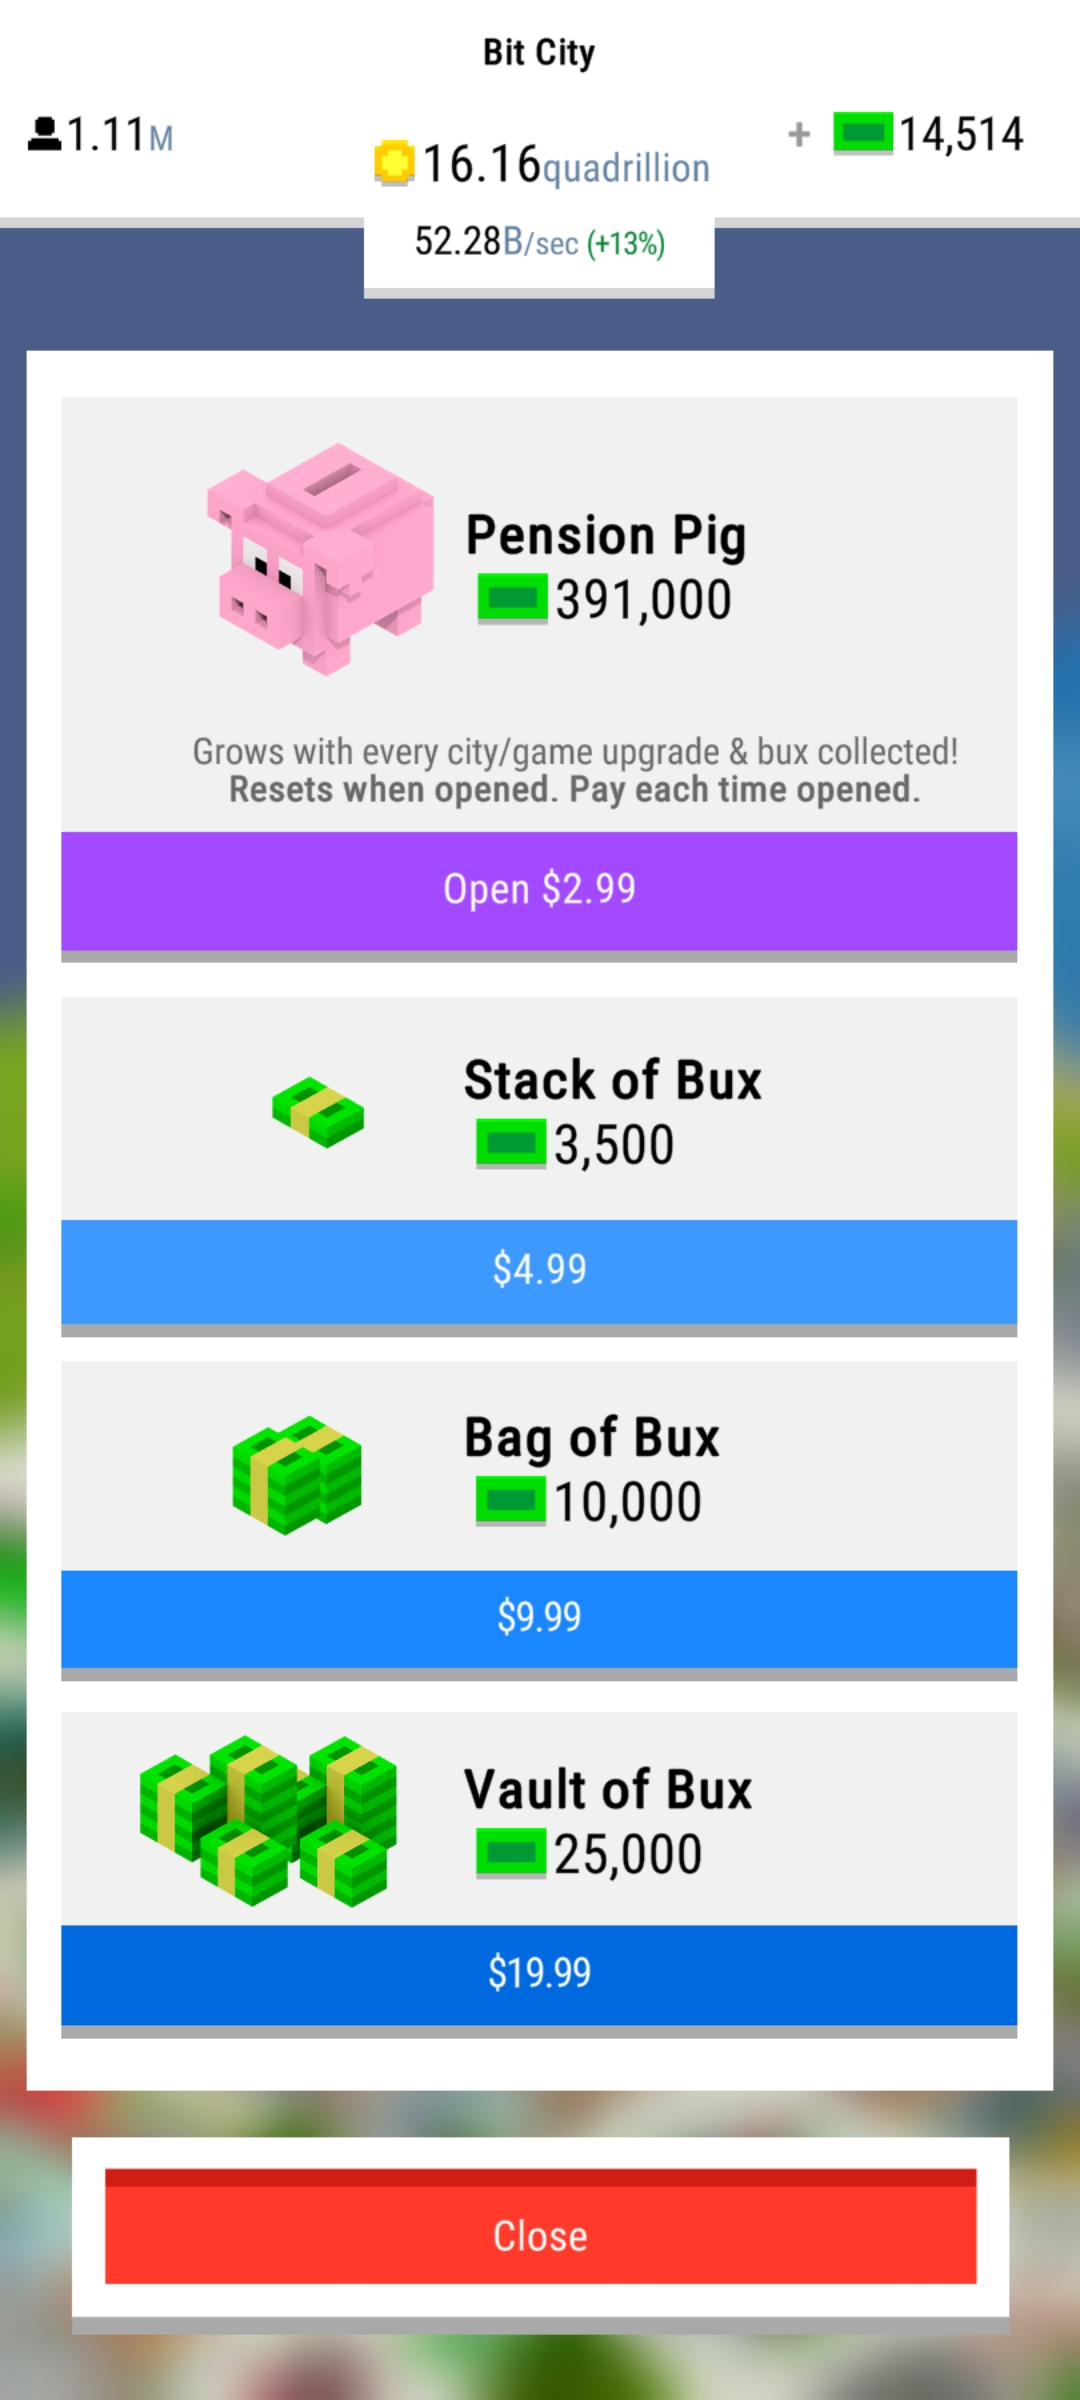 Bit City
1.11M
+ 14,514
16.16quadrillion
52.28B/sec (+13%)
Pension Pig
391,000
Grows with every city/game upgrade & bux collected!
Resets when opened. Pay each time opened.
Open $2.99
Stack of Bux
3,500
$4.99
Bag of Bux
10,000
$9.99
Vault of Bux
25,000
$19.99
Close